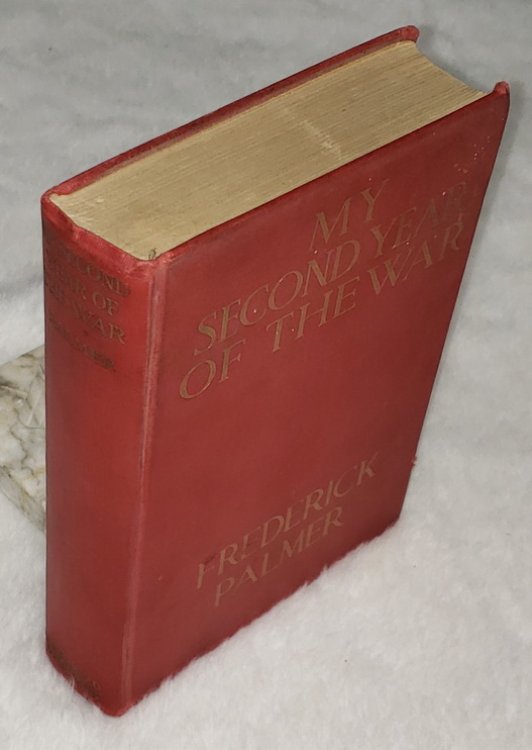 MY
SECOND YEAR
OF THE WAR
FREDERICK
PALMER
SECOND
YEAR OF
THE WAR
PALMER